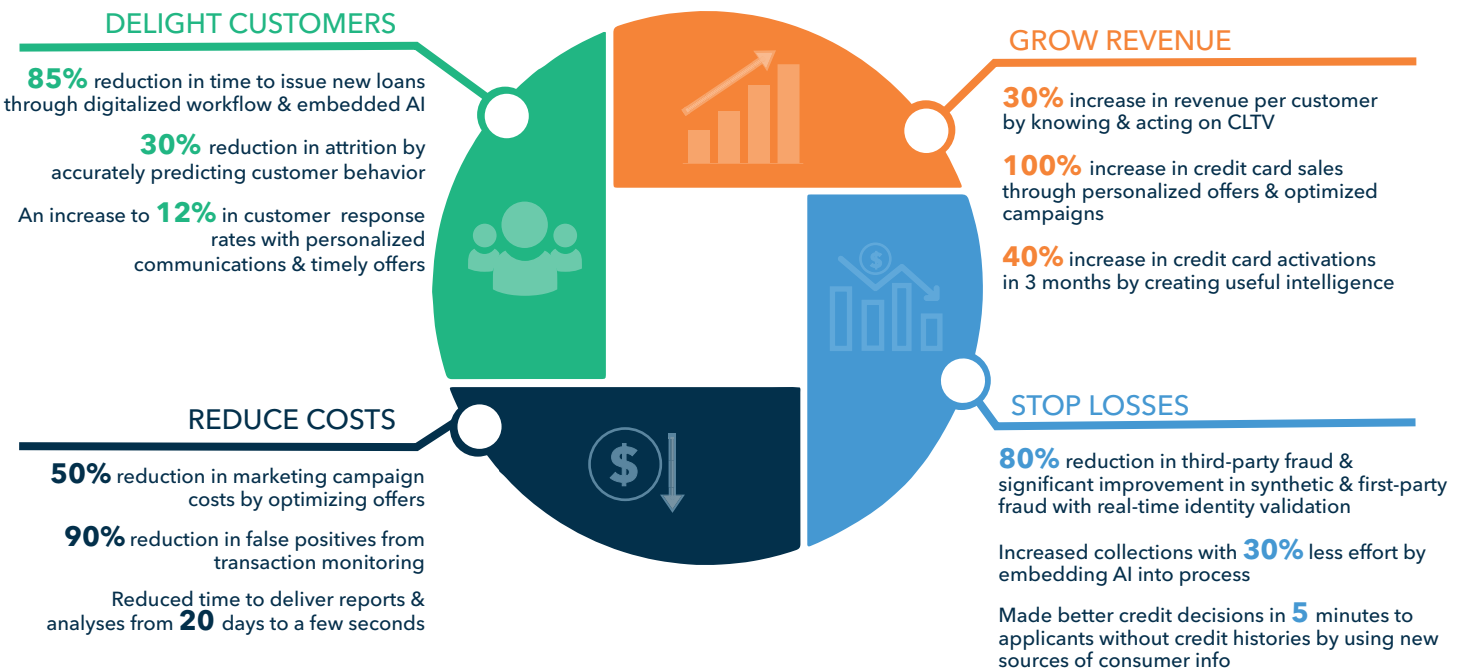 DELIGHT CUSTOMERS
85% reduction in time to issue new loans
through digitalized workflow & embedded AI
30% reduction in attrition by
accurately predicting customer behavior
An increase to 12% in customer response
rates with personalized
communications & timely offers
GROW REVENUE
30% increase in revenue per customer
by knowing & acting on CLTV
100% increase in credit card sales
through personalized offers & optimized
campaigns
40% increase in credit card activations
in 3 months by creating useful intelligence
REDUCE COSTS
50% reduction in marketing campaign
costs by optimizing offers
90% reduction in false positives from
transaction monitoring
Reduced time to deliver reports &
analyses from 20 days to a few seconds
$
STOP LOSSES
80% reduction in third-party fraud &
significant improvement in synthetic & first-party
fraud with real-time identity validation
Increased collections with 30% less effort by
embedding AI into process
Made better credit decisions in 5 minutes to
applicants without credit histories by using new
sources of consumer info
$